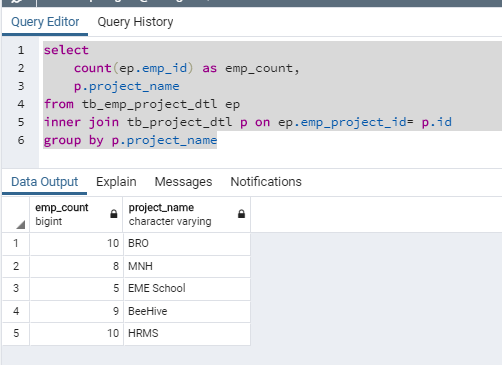 Query Editor Query History
1 select
2 count(ep.emp_id) as emp_count,
3 p.project_name
4 from tb_emp_project_dtl ep
5 inner join tb_project_dtl p on ep.emp_project_id= p.id
6 group by p.project_name
Data Output Explain Messages Notifications
emp_count project_name
bigint character varying
1 10 BRO
2 8 MNH
3 5 EME School
4 9 BeeHive
5 10 HRMS